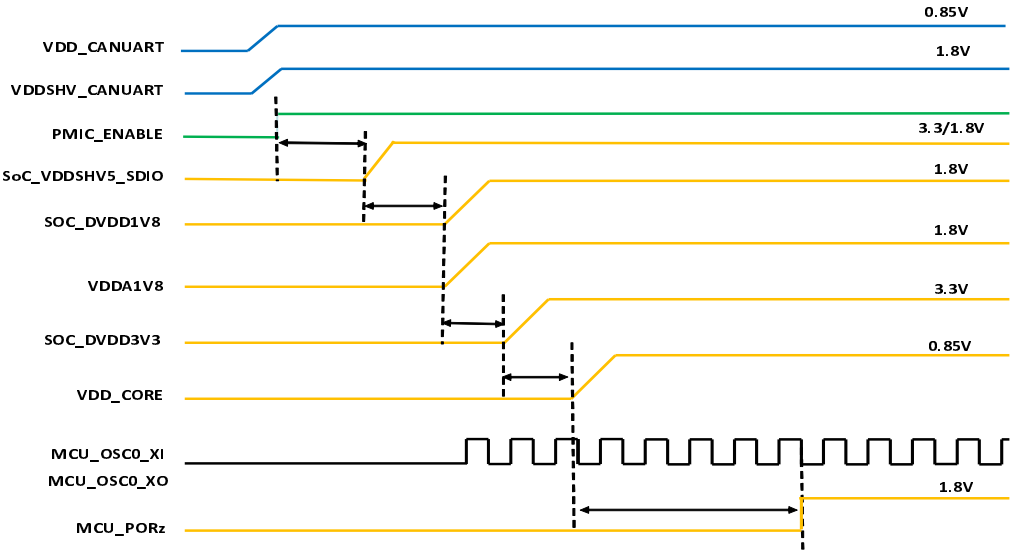 0.85V
VDD_CANUART
1.8V
VDDSHV_CANUART
PMIC_ENABLE
3.3/1.8V
SoC_VDDSHV5_SDIO
1.8V
SOC_DVDD1V8
1.8V
VDDA1V8
3.3V
SOC_DVDD3V3
0.85V
VDD_CORE
MCU_OSC0_XI
MCU_OSC0_XO
1.8V
MCU_PORz